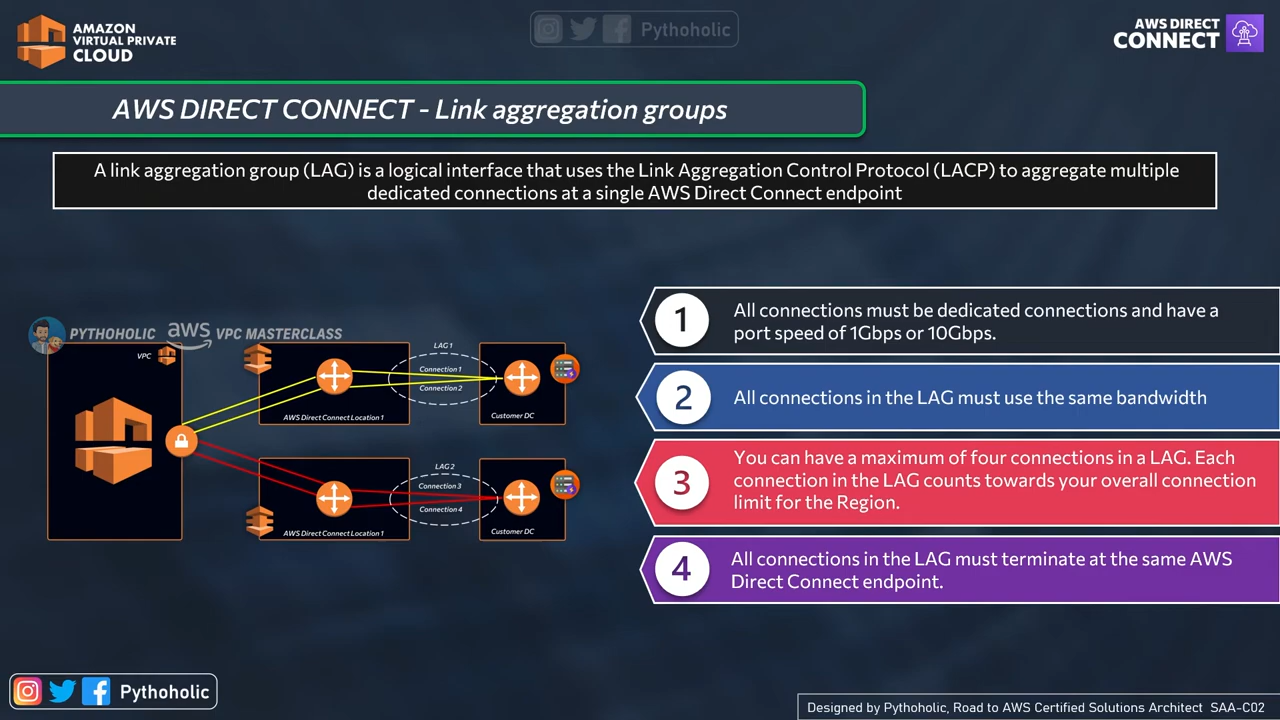 AMAZON
VIRTUAL PRIVATE
CLOUD
Pythoholic
AWS DIRECT
CONNECT
AWS DIRECT CONNECT - Link aggregation groups
A link aggregation group (LAG) is a logical interface that uses the Link Aggregation Control Protocol (LACP) to aggregate multiple
dedicated connections at a single AWS Direct Connect endpoint
PYTHOHOLIC aws VPC MASTERCLASS
VPC
LAG 1
Connection 1
Connection 2
AWS Direct Connect Location 1
Customer DC
LAG 2
Connection 3
Connection 4
AWS Direct Connect Location 1
Customer DC
1
All connections must be dedicated connections and have a
port speed of 1Gbps or 10Gbps.
2
All connections in the LAG must use the same bandwidth
3
You can have a maximum of four connections in a LAG. Each
connection in the LAG counts towards your overall connection
limit for the Region.
4
All connections in the LAG must terminate at the same AWS
Direct Connect endpoint.
Pythoholic
Designed by Pythoholic, Road to AWS Certified Solutions Architect SAA-C02